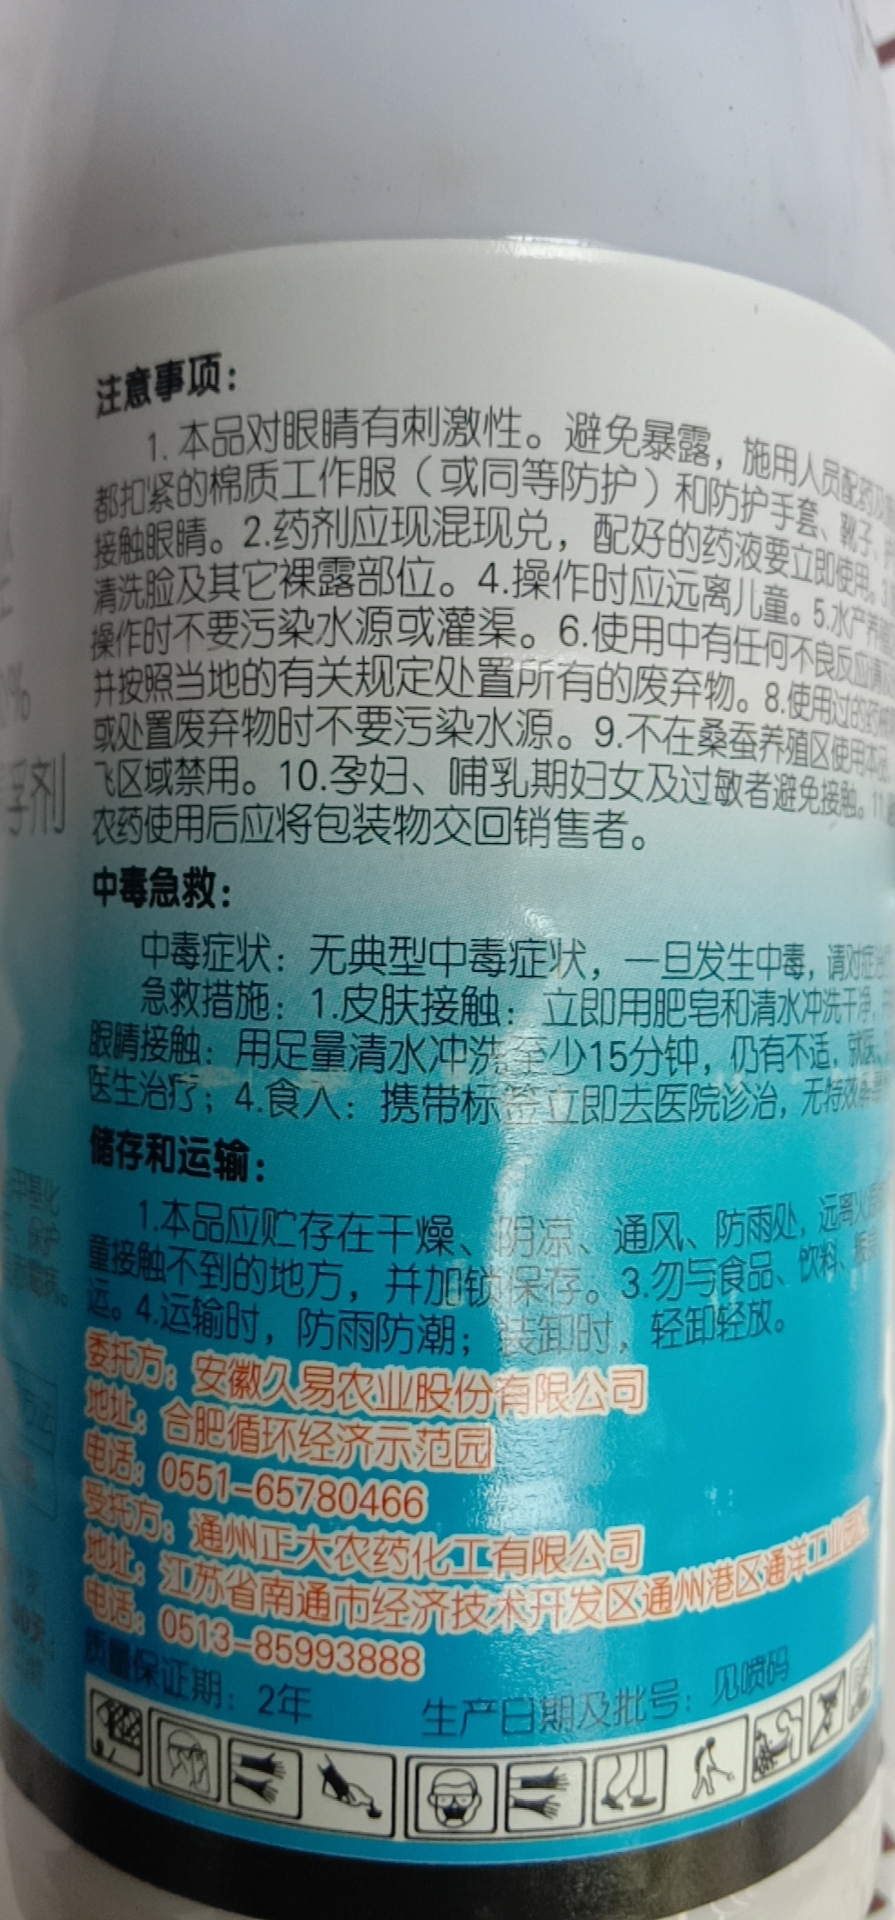 注意事项：
1. 本品对眼睛有刺激性。避免暴露，施用人员配药及
都扣紧的棉质工作服（或同等防护）和防护手套、靴子、
接触眼睛。2.药剂应现混现兑，配好的药液要立即使用。
清洗脸及其它裸露部位。4.操作时应远离儿童。5.水产养
操作时不要污染水源或灌渠。6.使用中有任何不良反应
并按照当地的有关规定处置所有的废弃物。8.使用过的
或处置废弃物时不要污染水源。9.不在桑蚕养殖区使用本
飞区域禁用。10.孕妇、哺乳期妇女及过敏者避免接触。
农药使用后应将包装物交回销售者。
中毒急救：
中毒症状：无典型中毒症状，一旦发生中毒，请对症
急救措施：1.皮肤接触：立即用肥皂和清水冲洗干净，
眼睛接触：用足量清水冲洗至少15分钟，仍有不适，就医
医生治疗；4.食入：携带标签立即去医院诊治，无特效
储存和运输：
1.本品应贮存在干燥、阴凉、通风、防雨处，远离火
童接触不到的地方，并加锁保存。3.勿与食品、饮料、
运。4.运输时，防雨防潮；装卸时，轻卸轻放。
委托方：安徽久易农业股份有限公司
地址：合肥循环经济示范园
电话：0551-65780466
受托方：通州正大农药化工有限公司
地址：江苏省南通市经济技术开发区通州港区通洋工业园区
电话：0513-85993888
质量保证期：2年 生产日期及批号：见喷码
浮剂